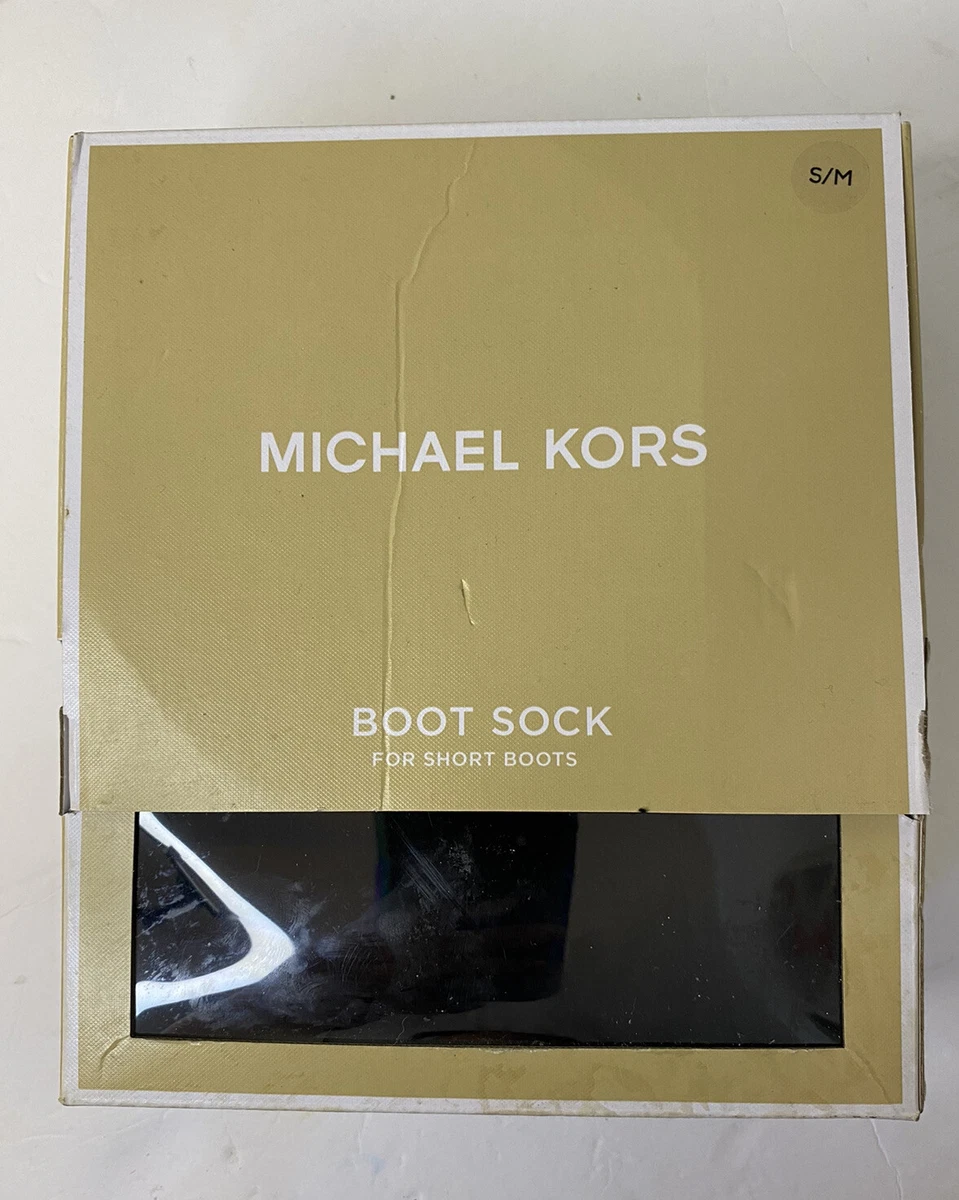 S/M
MICHAEL KORS
BOOT SOCK
FOR SHORT BOOTS